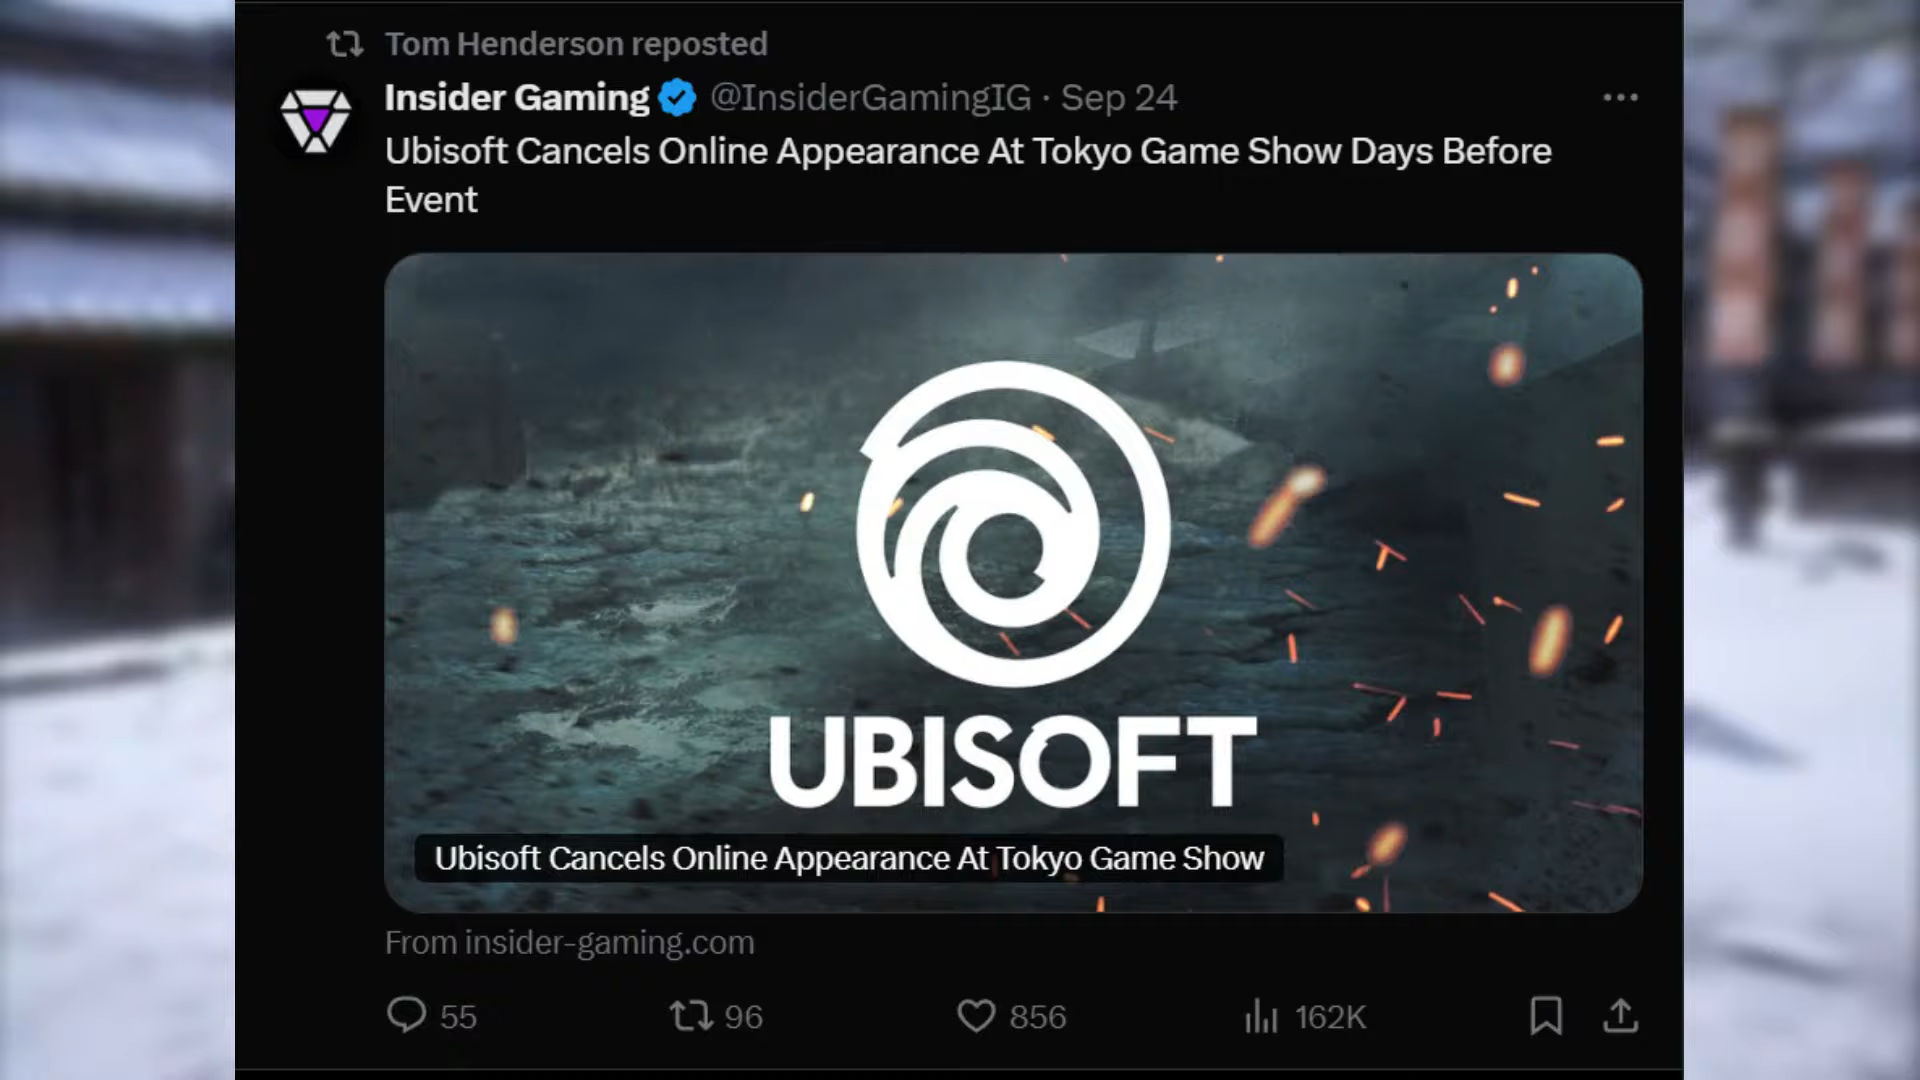 Tom Henderson reposted
Insider Gaming @InsiderGamingIG · Sep 24
Ubisoft Cancels Online Appearance At Tokyo Game Show Days Before
Event
UBISOFT
Ubisoft Cancels Online Appearance At Tokyo Game Show
From insider-gaming.com
55 96 856 162K